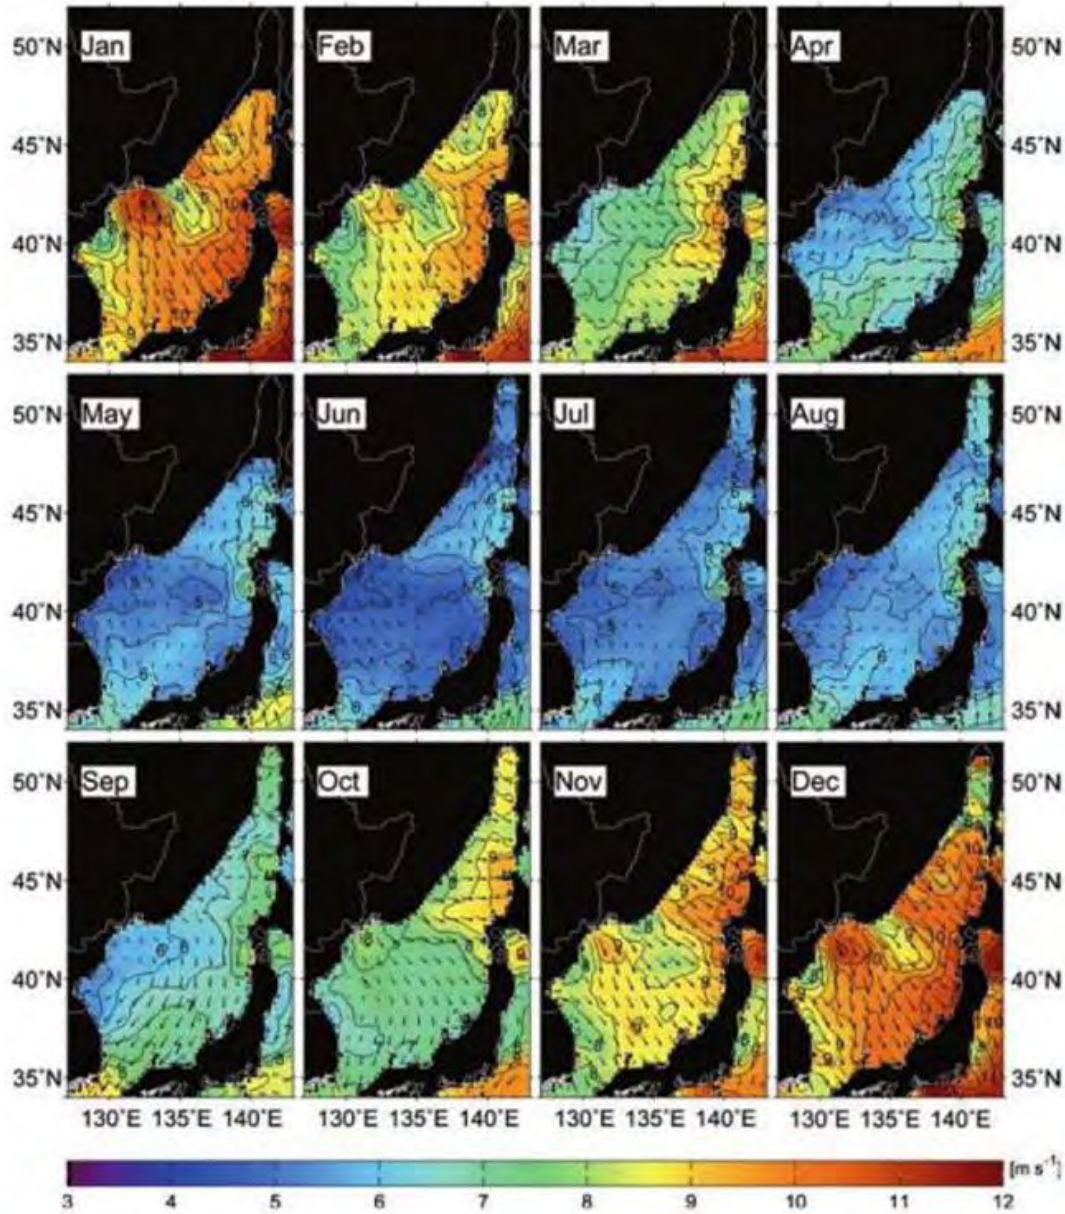 Jan Feb Mar Apr
50°N 50°N
45°N 45°N
40°N 40°N
35°N 35°N
May Jun Jul Aug
50°N 50°N
45°N 45°N
40°N 40°N
35°N 35°N
Sep Oct Nov Dec
50°N 50°N
45°N 45°N
40°N 40°N
35°N 35°N
130°E 135°E 140°E 130°E 135°E 140°E 130°E 135°E 140°E 130°E 135°E 140°E
[m s⁻¹]
3 4 5 6 7 8 9 10 11 12